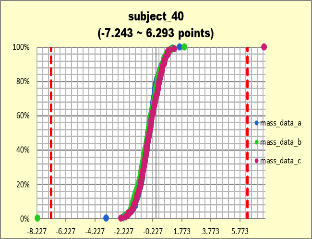 subject_40
(-7.243 ~ 6.293 points)
100%
80%
60%
40%
20%
0%
mass_data_a
mass_data_b
mass_data_c
-8.227 -6.227 -4.227 -2.227 -0.227 1.773 3.773 5.773